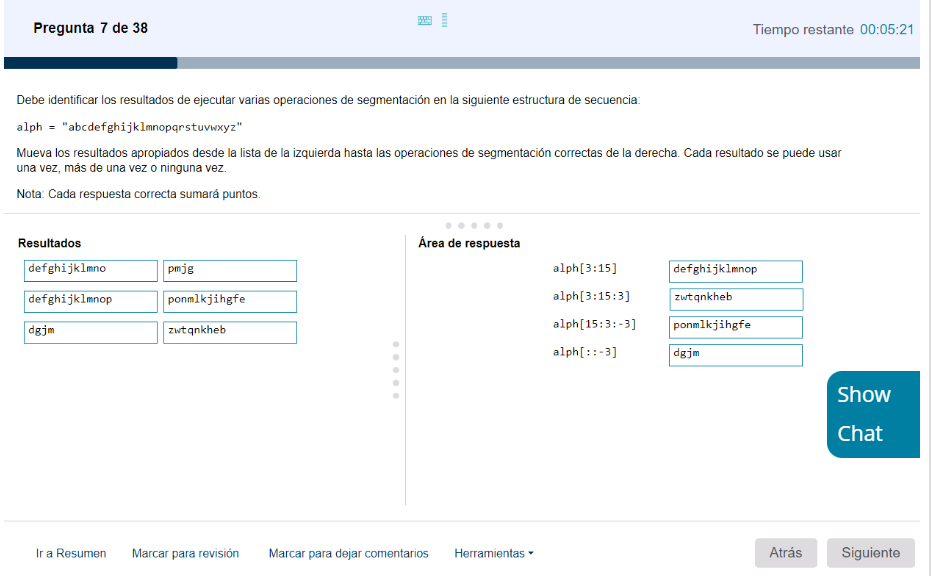 Pregunta 7 de 38
Tiempo restante 00:05:21
Debe identificar los resultados de ejecutar varias operaciones de segmentación en la siguiente estructura de secuencia:
alph = "abcdefghijklmnopqrstuvwxyz"
Mueva los resultados apropiados desde la lista de la izquierda hasta las operaciones de segmentación correctas de la derecha. Cada resultado se puede usar
una vez, más de una vez o ninguna vez.
Nota: Cada respuesta correcta sumará puntos.
Resultados
defghijklmno pmjg
defghijklmnop ponmlkjihgfe
dgjm zwtqnkheb
Área de respuesta
alph[3:15] defghijklmnop
alph[3:15:3] zwtqnkheb
alph[15:3:-3] ponmlkjihgfe
alph[::-3] dgjm
Show
Chat
Ir a Resumen Marcar para revisión Marcar para dejar comentarios Herramientas Atrás Siguiente